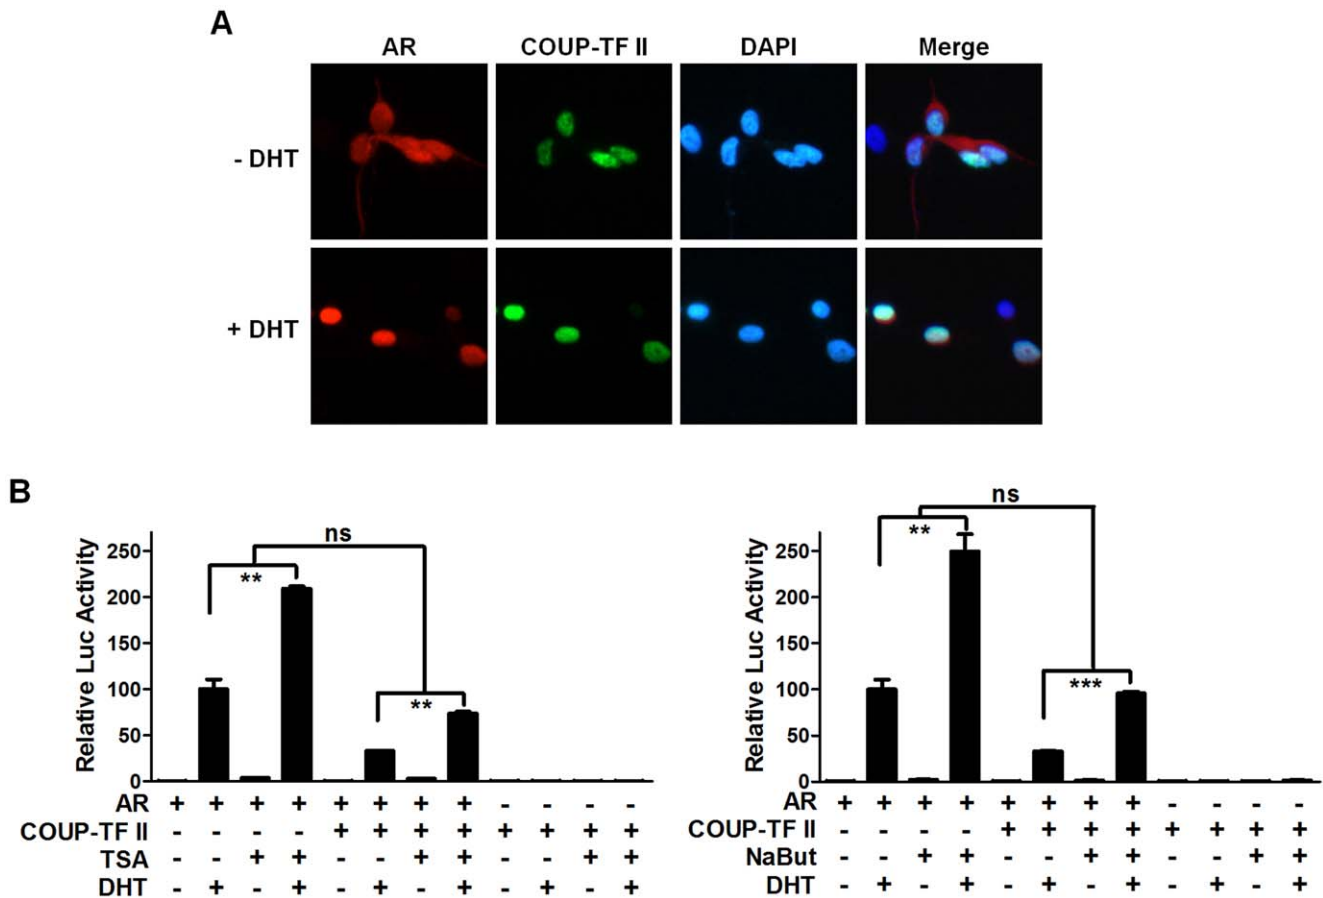 A
AR COUP-TF II DAPI Merge
- DHT
+ DHT
B
ns
**
**
Relative Luc Activity
250
200
150
100
50
0
AR + + + + + + + + - - - -
COUP-TF II - - - - + + + + + + + +
TSA - - + + - - + + - - + +
DHT - + - + - + - + - + - +
ns
**
***
Relative Luc Activity
250
200
150
100
50
0
AR + + + + + + + + - - - -
COUP-TF II - - - - + + + + + + + +
NaBut - - + + - - + + - - + +
DHT - + - + - + - + - + - +